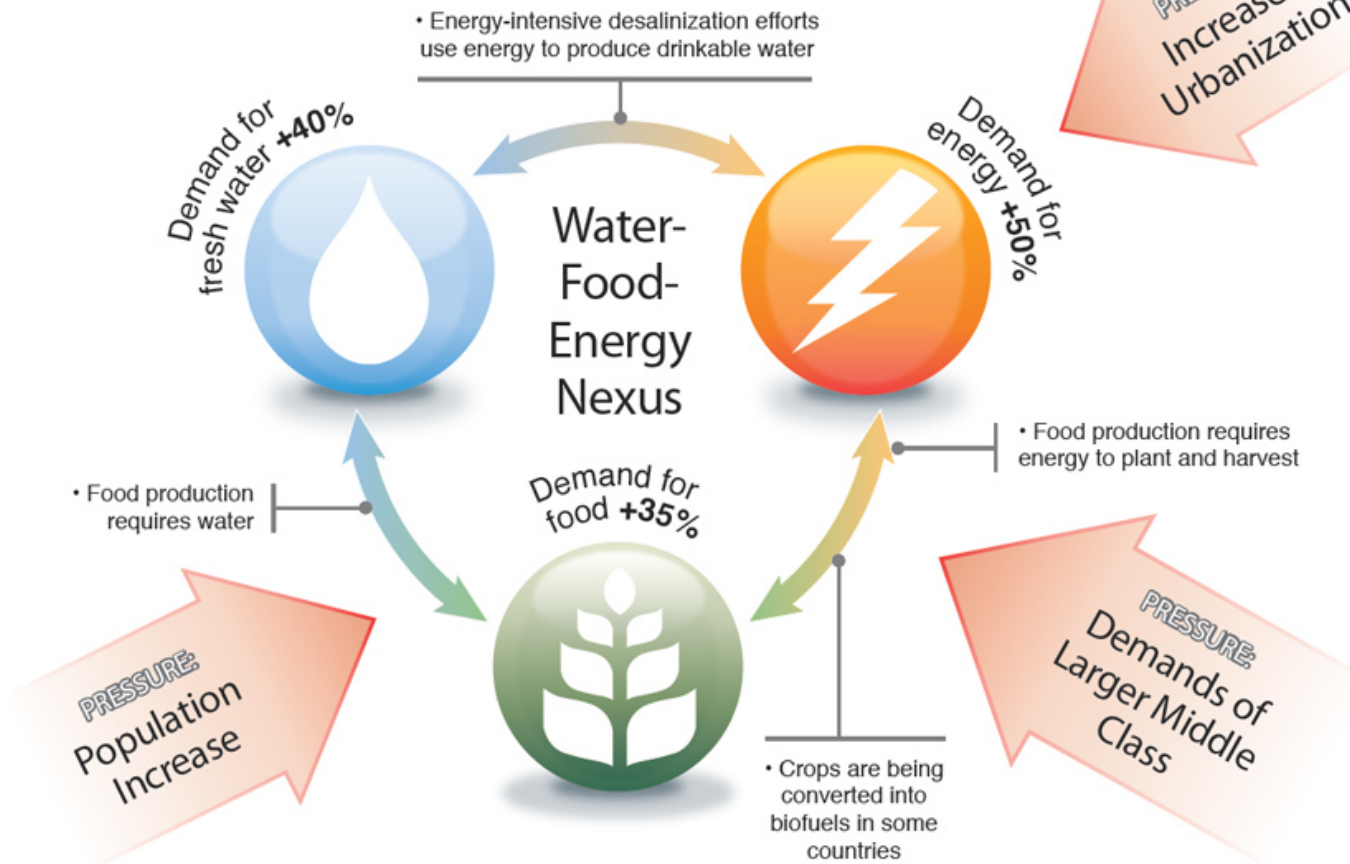 • Energy-intensive desalinization efforts
use energy to produce drinkable water
Increase
Urbanization
Demand for
fresh water +40%
Demand for
energy +50%
Water-
Food-
Energy
Nexus
• Food production requires
energy to plant and harvest
• Food production
requires water
Demand for
food +35%
PRESSURE:
Population
Increase
PRESSURE:
Demands of
Larger Middle
Class
• Crops are being
converted into
biofuels in some
countries